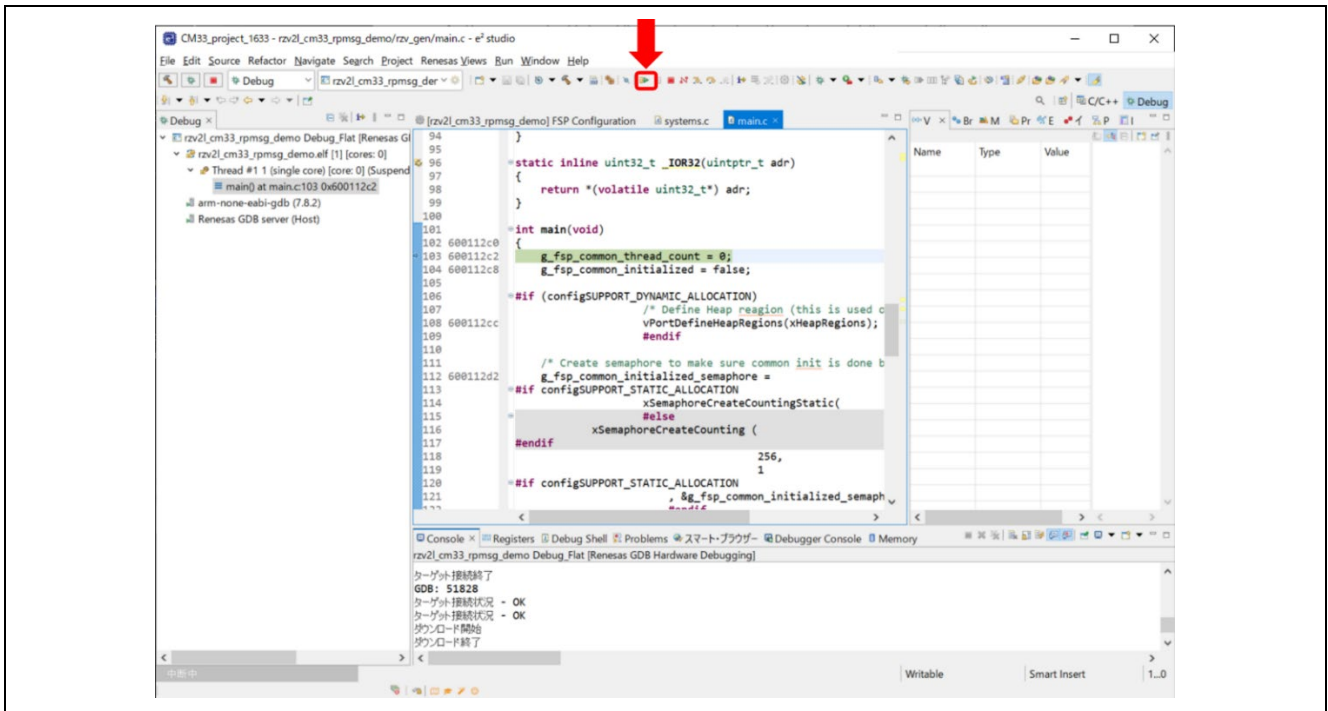 CM33_project_1633 - rzv2l_cm33_rpmsg_demo/rzv_gen/main.c - e² studio
File Edit Source Refactor Navigate Search Project Renesas Views Run Window Help
Debug rzv2l_cm33_rpmsg_der
C/C++ Debug
Debug [rzv2l_cm33_rpmsg_demo] FSP Configuration systems.c main.c V Br M Pr E P I
rzv2l_cm33_rpmsg_demo Debug_Flat [Renesas G
rzv2l_cm33_rpmsg_demo.elf [1] [cores: 0]
Thread #1 1 (single core) [core: 0] (Suspend
main() at main.c:103 0x600112c2
arm-none-eabi-gdb (7.8.2)
Renesas GDB server (Host)
94 }
95
96 static inline uint32_t _IOR32(uintptr_t adr)
97 {
98 return *(volatile uint32_t*) adr;
99 }
100
101 int main(void)
102 600112c0 {
103 600112c2 g_fsp_common_thread_count = 0;
104 600112c8 g_fsp_common_initialized = false;
105
106 #if (configSUPPORT_DYNAMIC_ALLOCATION)
107 /* Define Heap reagion (this is used o
108 600112cc vPortDefineHeapRegions(xHeapRegions);
109 #endif
110
111 /* Create semaphore to make sure common init is done b
112 600112d2 g_fsp_common_initialized_semaphore =
113 #if configSUPPORT_STATIC_ALLOCATION
114 xSemaphoreCreateCountingStatic(
115 #else
116 xSemaphoreCreateCounting (
117 #endif
118 256,
119 1
120 #if configSUPPORT_STATIC_ALLOCATION
121 , &g_fsp_common_initialized_semaph
Name Type Value
Console Registers Debug Shell Problems スマート・ブラウザー Debugger Console Memory
rzv2l_cm33_rpmsg_demo Debug_Flat [Renesas GDB Hardware Debugging]
ターゲット接続終了
GDB: 51828
ターゲット接続状況 - OK
ターゲット接続状況 - OK
ダウンロード開始
ダウンロード終了
中断中 Writable Smart Insert 1...0